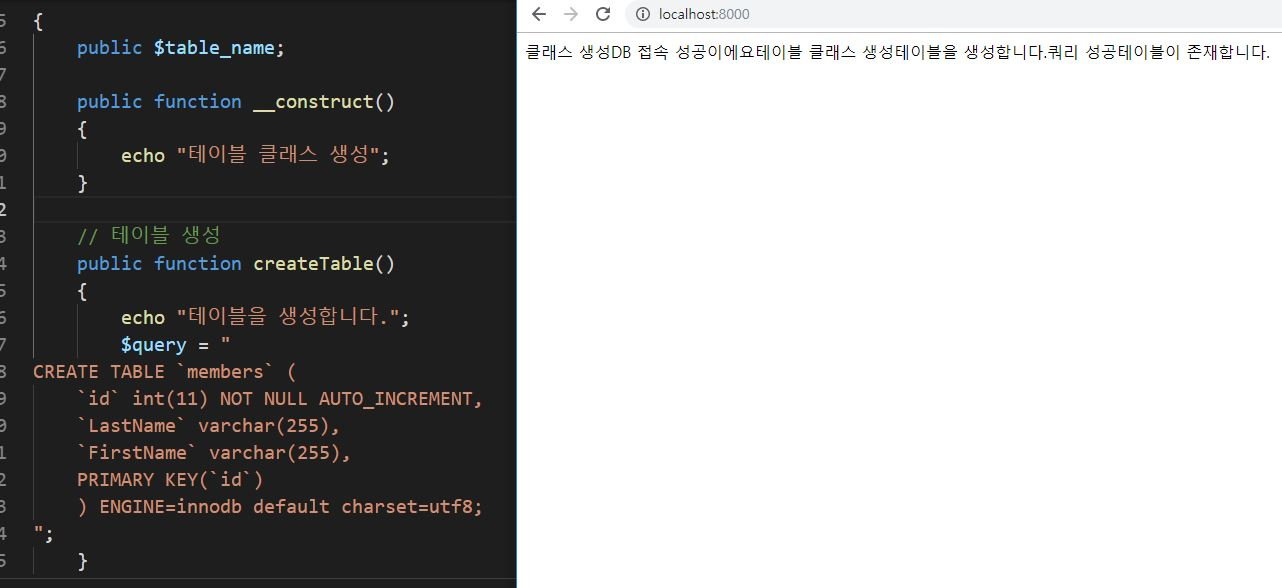 5 {
6 public $table_name;
7
8 public function __construct()
9 {
0 echo "테이블 클래스 생성";
1 }
2
3 // 테이블 생성
4 public function createTable()
5 {
6 echo "테이블을 생성합니다.";
7 $query = "
8 CREATE TABLE `members` (
9 `id` int(11) NOT NULL AUTO_INCREMENT,
0 `LastName` varchar(255),
1 `FirstName` varchar(255),
2 PRIMARY KEY(`id`)
3 ) ENGINE=innodb default charset=utf8;
4 ";
5 }
localhost:8000
클래스 생성DB 접속 성공이에요테이블 클래스 생성테이블을 생성합니다.쿼리 성공테이블이 존재합니다.